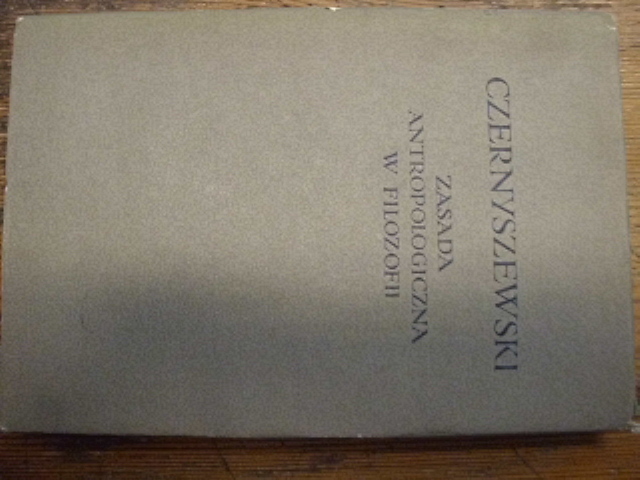 CZERNYSZEWSKI
ZASADA
ANTROPOLOGICZNA
W FILOZOFII